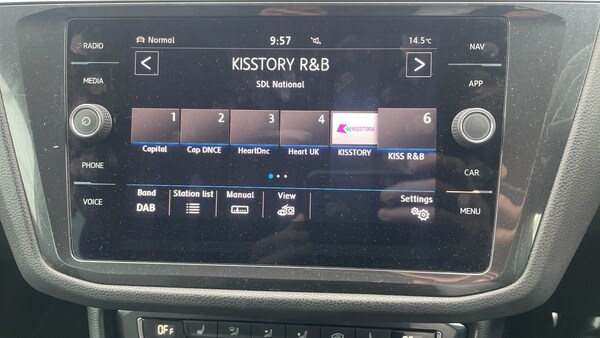 RADIO
MEDIA
PHONE
VOICE
Normal
9:57
14.5°C
KISSTORY R&B
SDL National
1
2
3
4
6
KISSTORY
Capital
Cap DNCE
HeartDnc
Heart UK
KISSTORY
KISS R&B
Band
DAB
Station list
Manual
View
Settings
NAV
APP
CAR
MENU
OFF